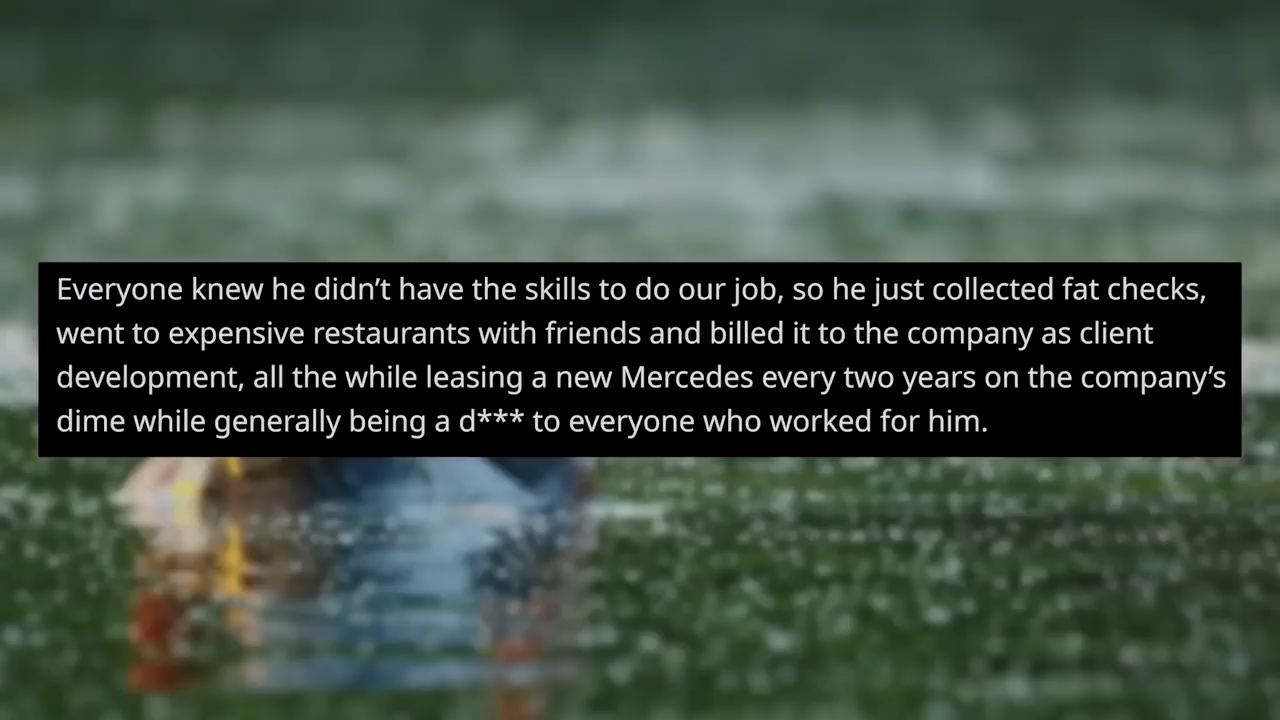 Everyone knew he didn’t have the skills to do our job, so he just collected fat checks,
went to expensive restaurants with friends and billed it to the company as client
development, all the while leasing a new Mercedes every two years on the company’s
dime while generally being a d*** to everyone who worked for him.